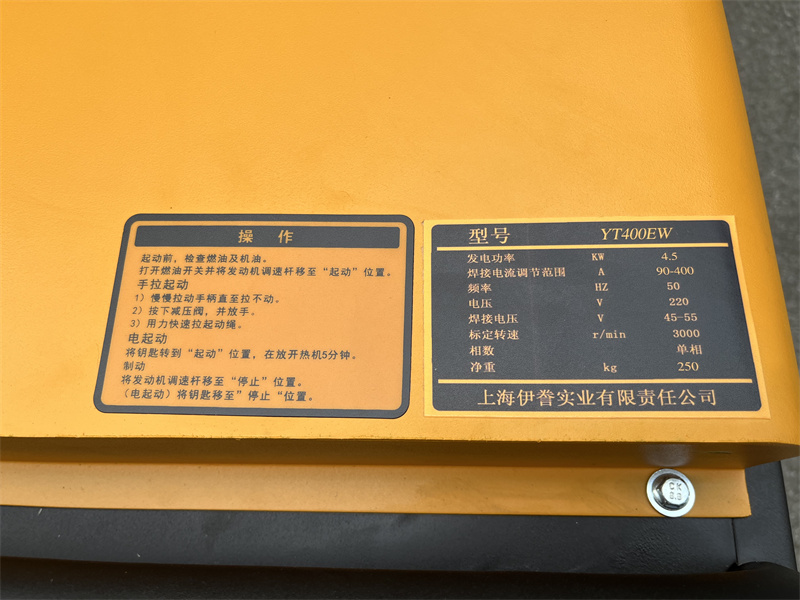 操 作
起动前，检查燃油及机油。
打开燃油开关并将发动机调速杆移至“起动”位置。
手拉起动
1）慢慢拉动手柄直至拉不动。
2）按下减压阀，并放手。
3）用力快速拉起动绳。
电起动
将钥匙转到“起动”位置，在放开热机5分钟。
制动
将发动机调速杆移至“停止”位置。
（电起动）将钥匙移至”停止“位置。
型号 YT400EW
发电功率 KW 4.5
焊接电流调节范围 A 90-400
频率 HZ 50
电压 V 220
焊接电压 V 45-55
标定转速 r/min 3000
相数 单相
净重 kg 250
上海伊誉实业有限责任公司
8.8